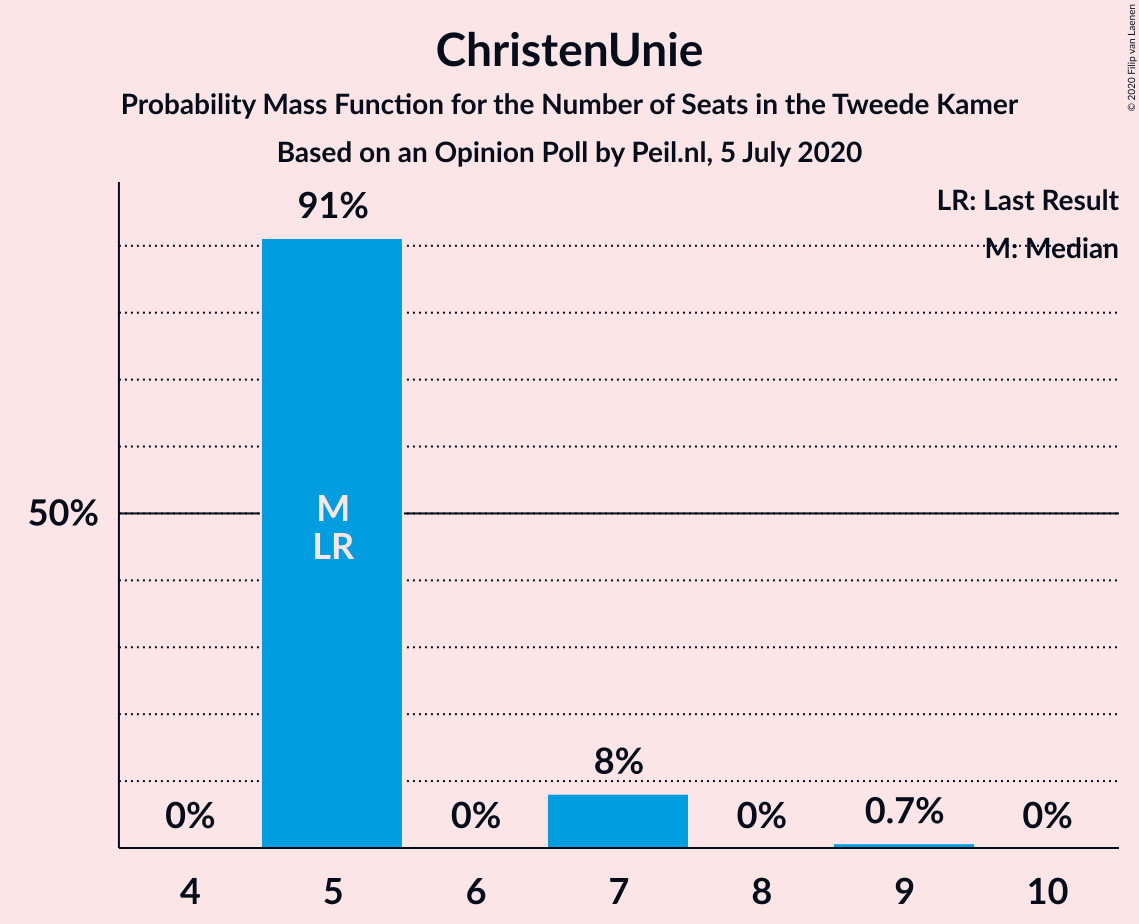 ChristenUnie
Probability Mass Function for the Number of Seats in the Tweede Kamer
Based on an Opinion Poll by Peil.nl, 5 July 2020
© 2020 Filip van Laenen
LR: Last Result
M: Median
91%
50%
M
LR
8%
0%
0%
0%
0.7%
0%
4
5
6
7
8
9
10